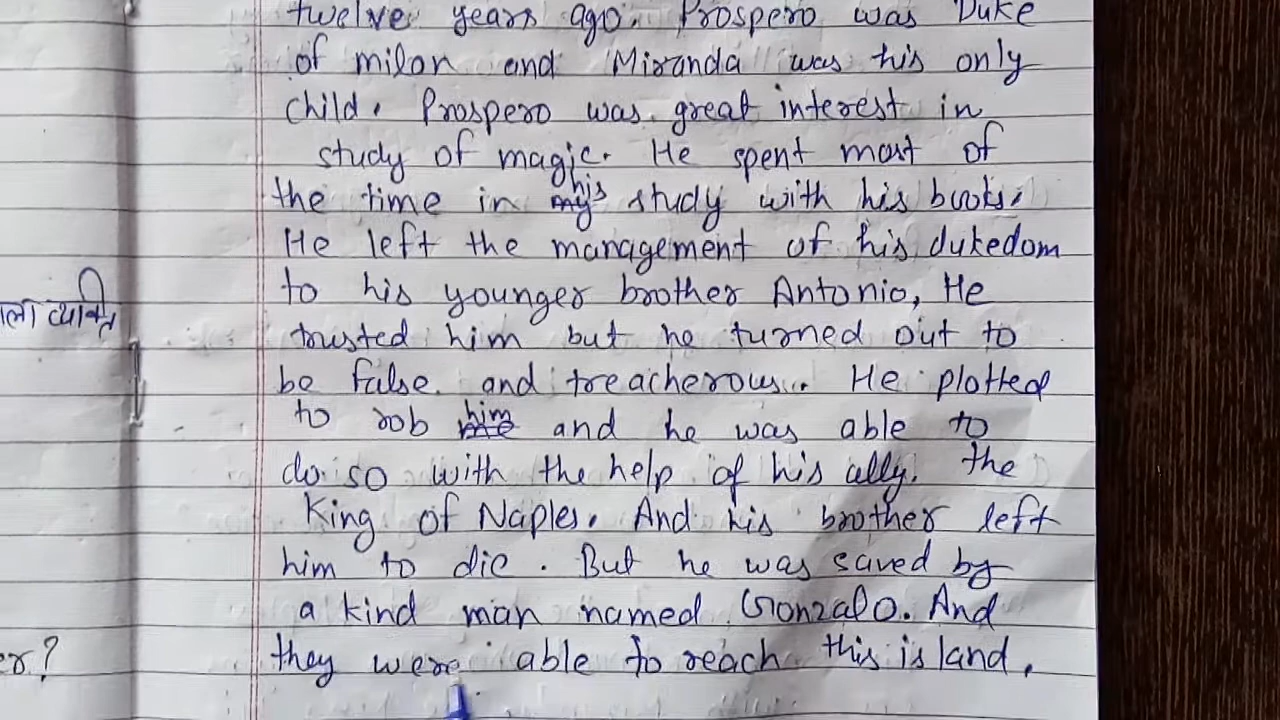 twelve years ago. Prospero was Duke
of milan and Miranda was his only
child. Prospero was great interest in
study of magic. He spent most of
the time in his study with his books.
He left the management of his dukedom
to his younger brother Antonio, He
trusted him but he turned out to
be false and treacherous. He plotted
to rob him and he was able to
do so with the help of his ally. the
King of Naples. And his brother left
him to die. But he was saved by
a kind man named Gonzalo. And
they were able to reach this island.
ला व्यक्ति
er?